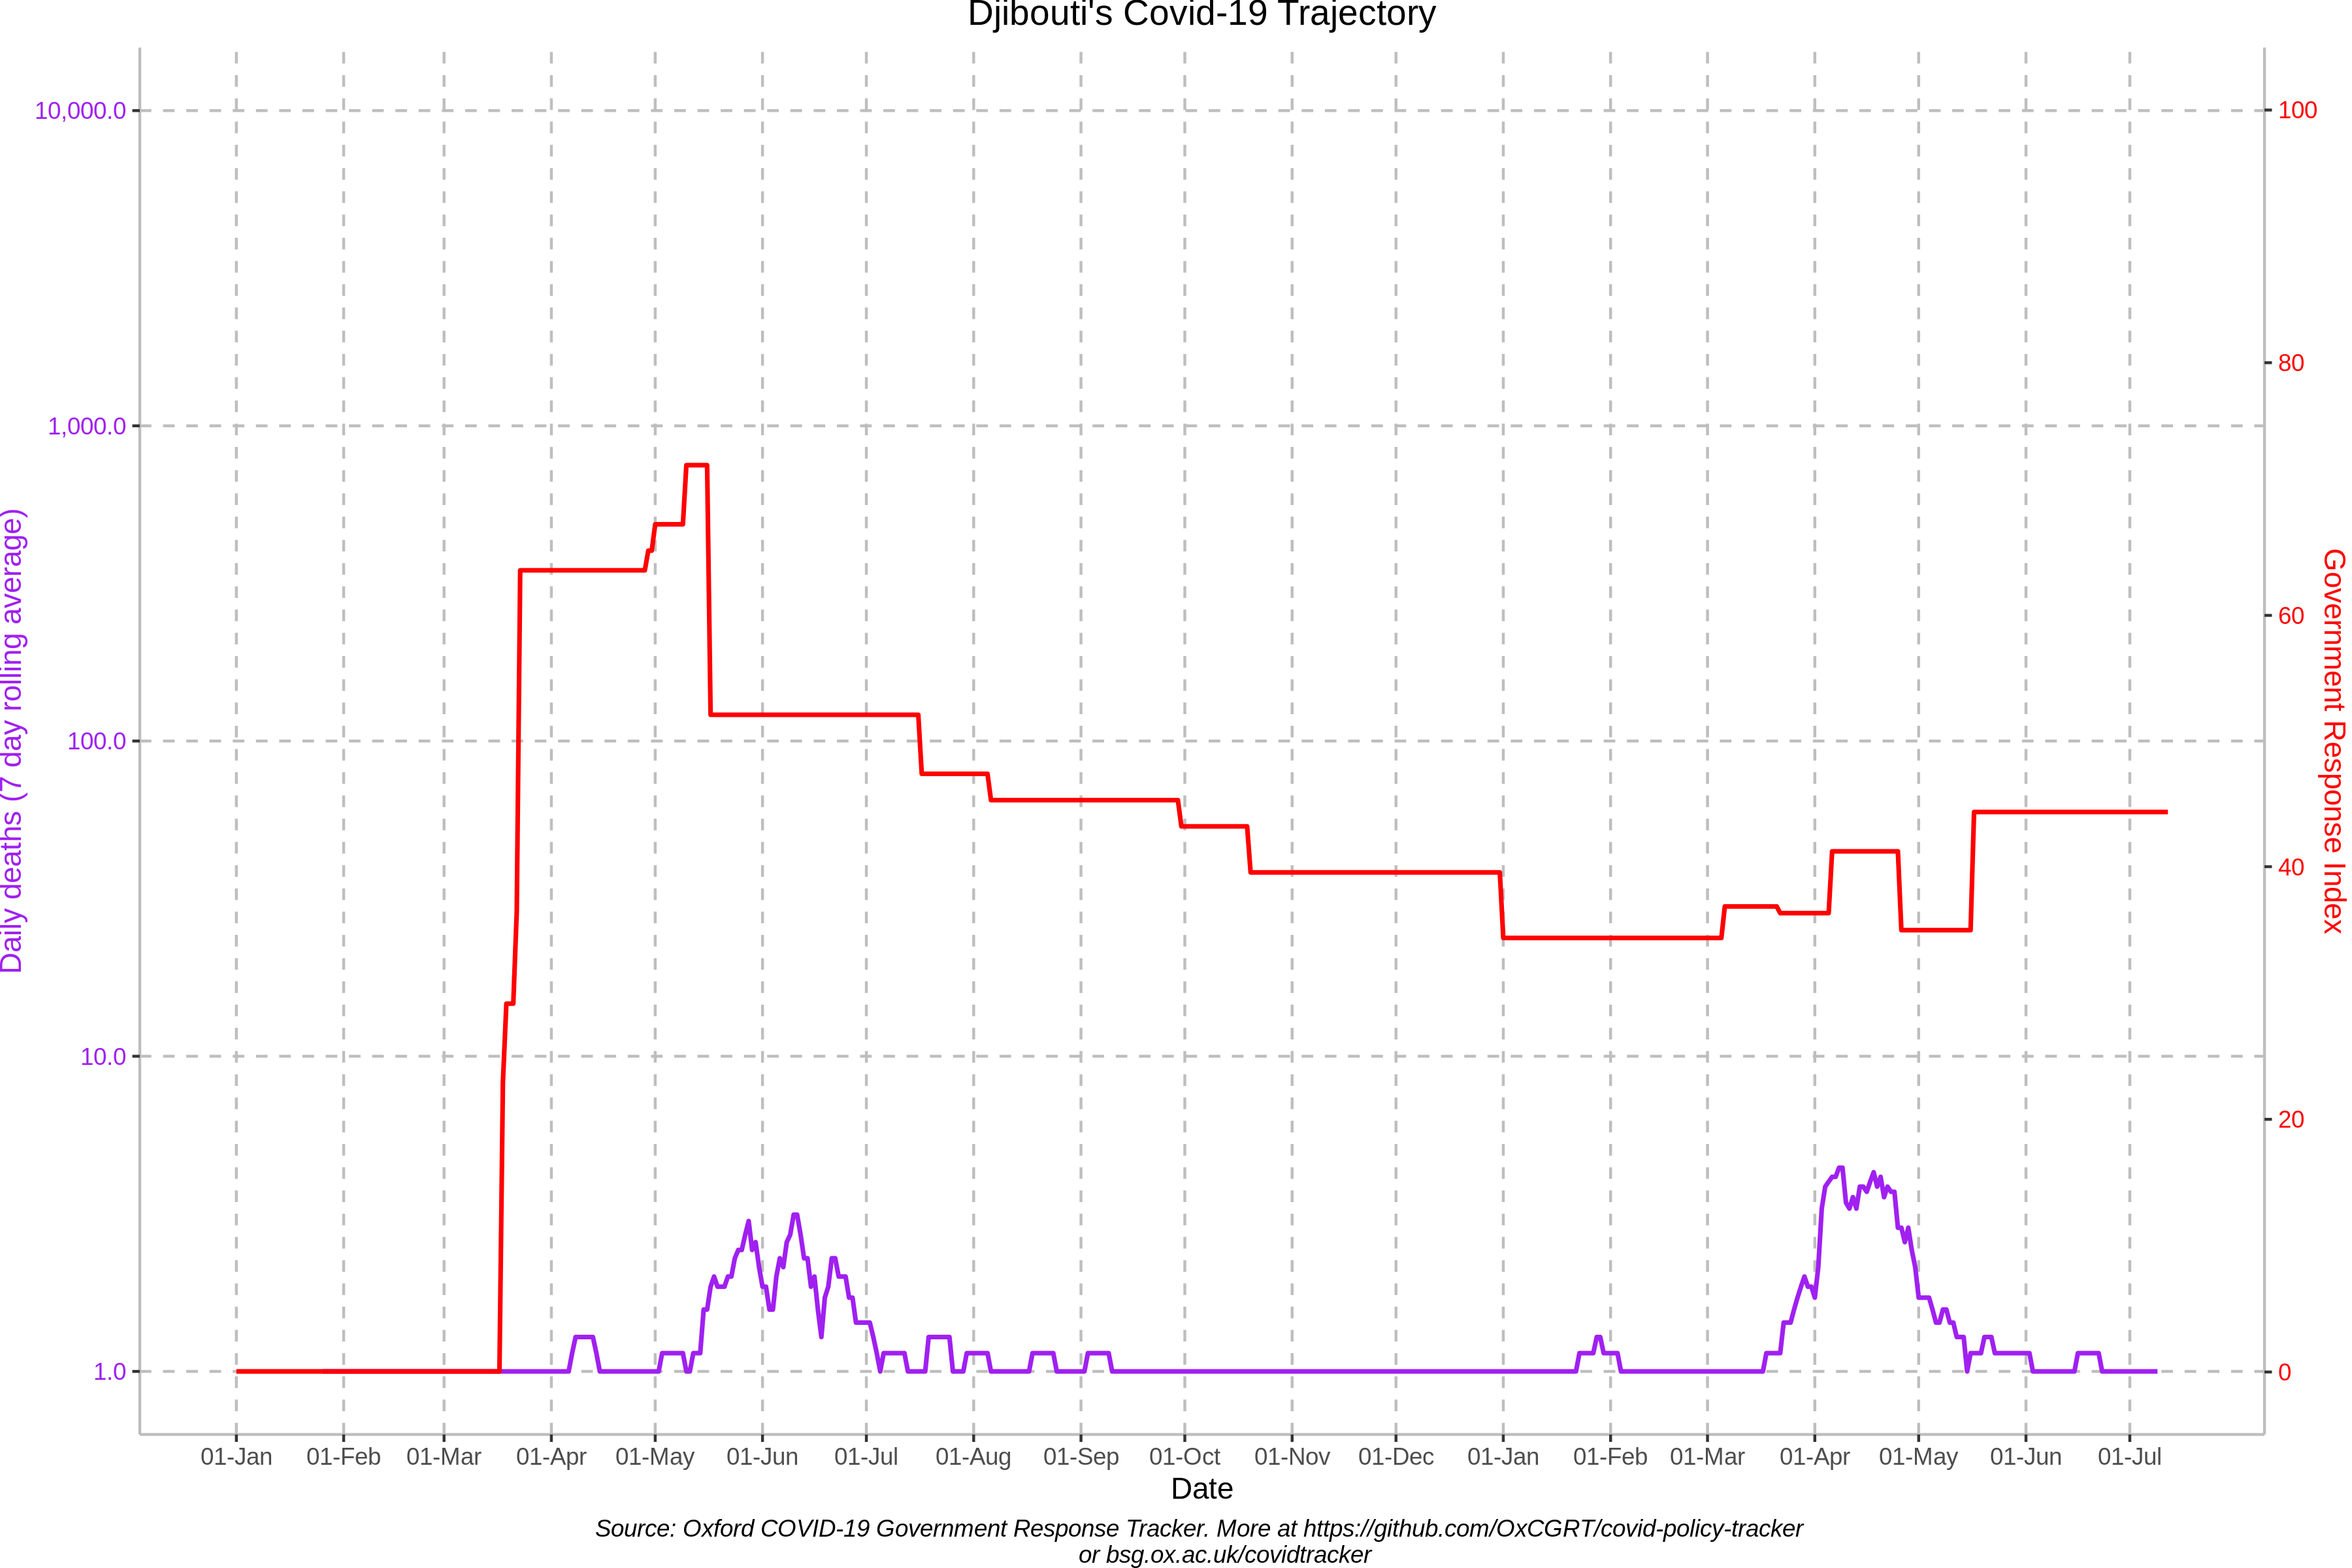 Djibouti's Covid-19 Trajectory
10,000.0
1,000.0
100.0
10.0
1.0
Daily deaths (7 day rolling average)
100
80
60
40
20
0
Government Response Index
01-Jan 01-Feb 01-Mar 01-Apr 01-May 01-Jun 01-Jul 01-Aug 01-Sep 01-Oct 01-Nov 01-Dec 01-Jan 01-Feb 01-Mar 01-Apr 01-May 01-Jun 01-Jul
Date
Source: Oxford COVID-19 Government Response Tracker. More at https://github.com/OxCGRT/covid-policy-tracker
or bsg.ox.ac.uk/covidtracker